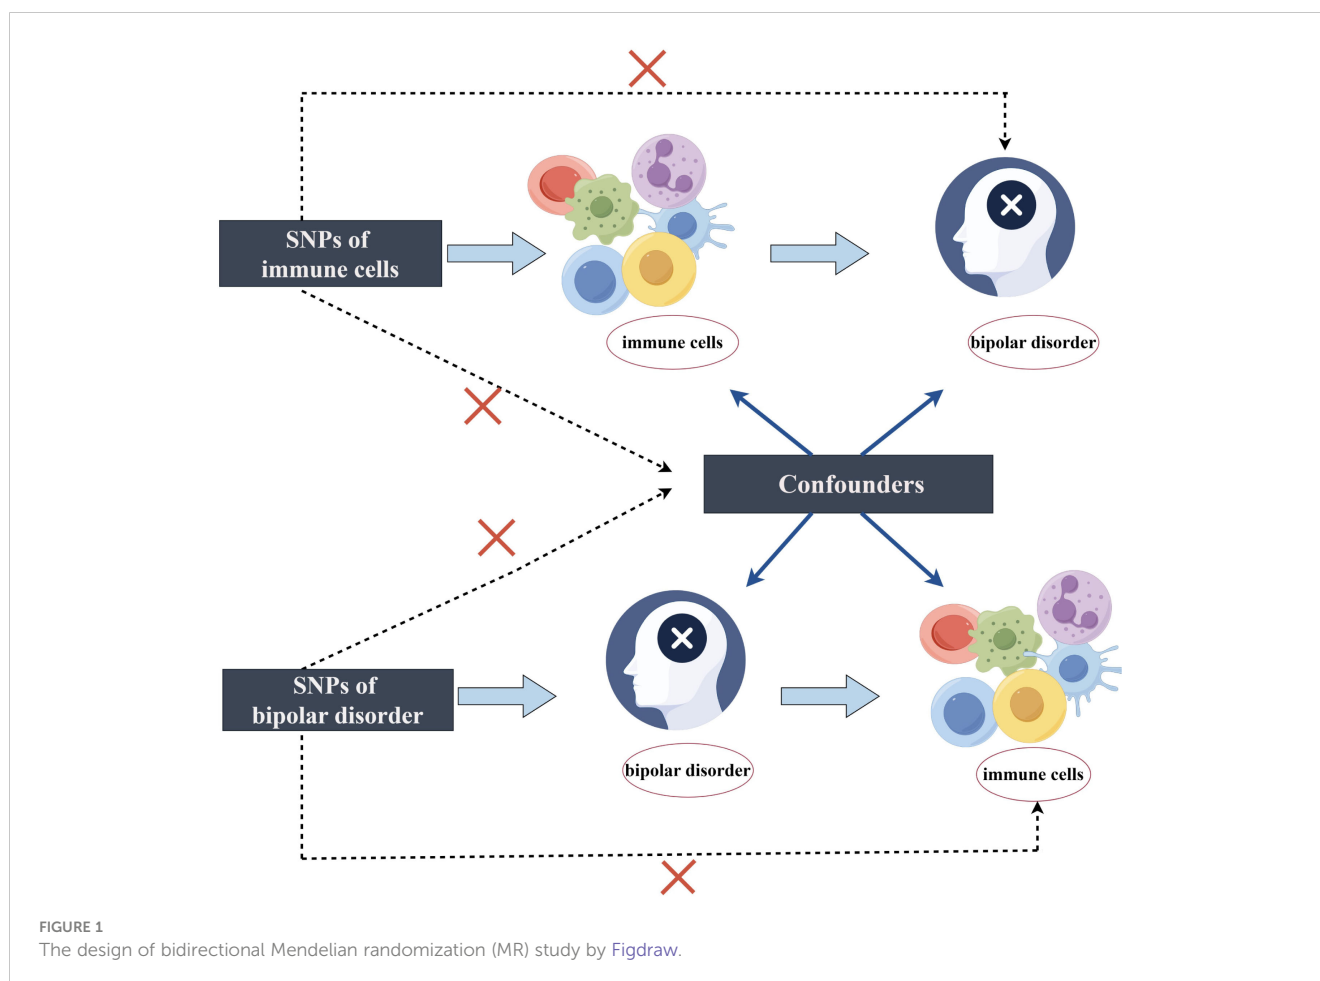 SNPs of
immune cells
immune cells
bipolar disorder
Confounders
SNPs of
bipolar disorder
bipolar disorder
immune cells
FIGURE 1
The design of bidirectional Mendelian randomization (MR) study by Figdraw.